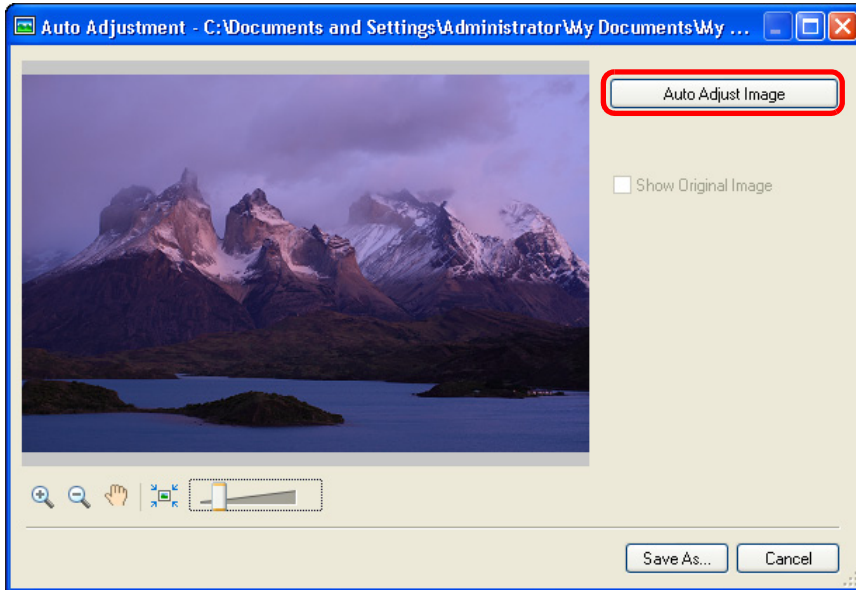 Auto Adjustment - C:\Documents and Settings\Administrator\My Documents\My ...
Auto Adjust Image
Show Original Image
Save As...
Cancel